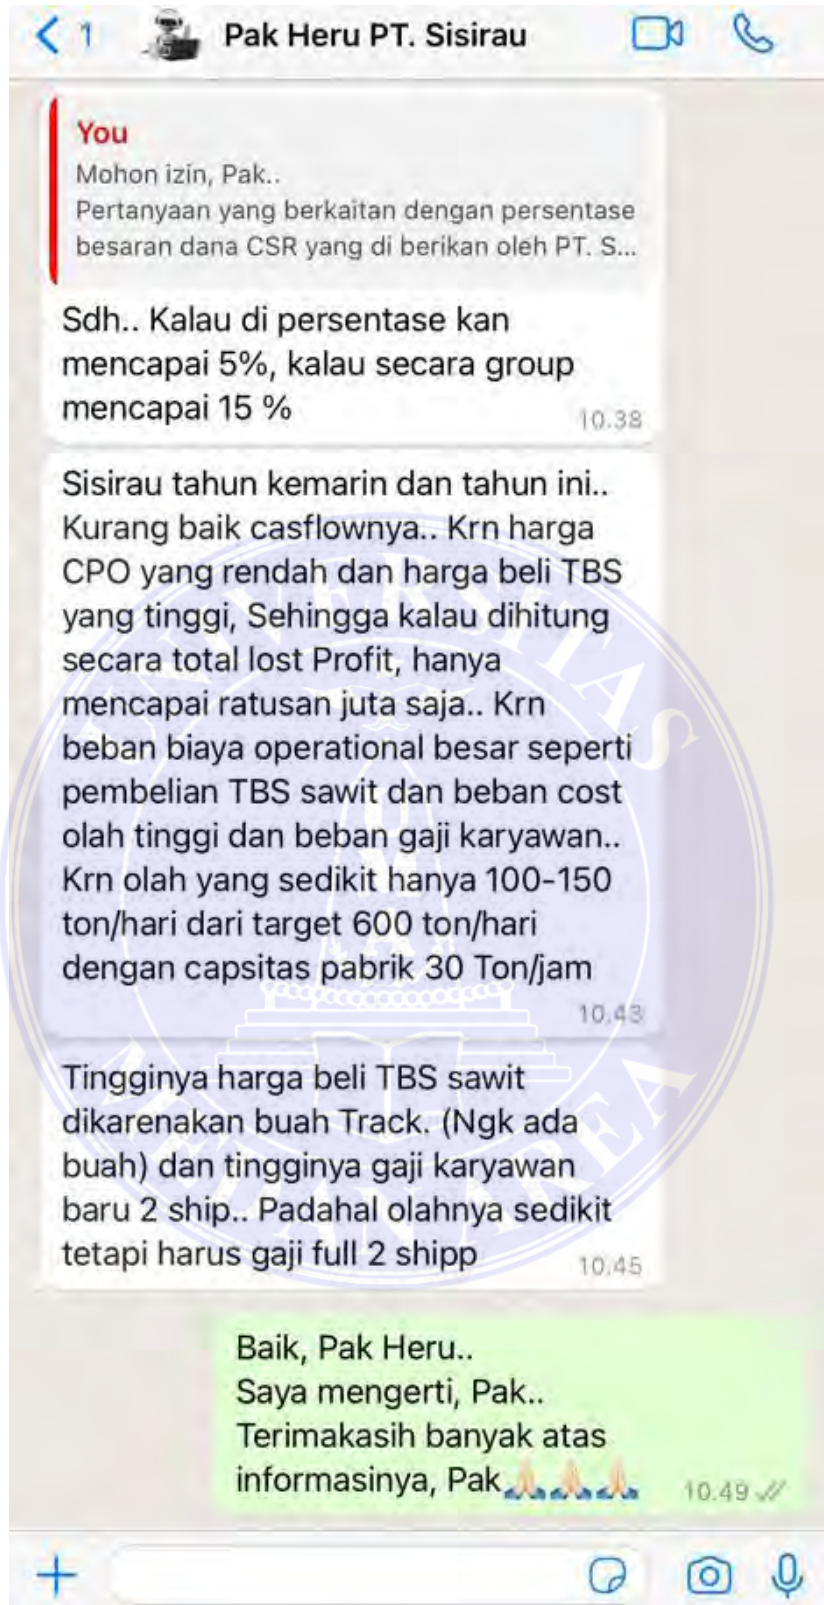 1 Pak Heru PT. Sisirau
You
Mohon izin, Pak..
Pertanyaan yang berkaitan dengan persentase
besaran dana CSR yang di berikan oleh PT. S...
Sdh.. Kalau di persentase kan
mencapai 5%, kalau secara group
mencapai 15 %
10.38
Sisirau tahun kemarin dan tahun ini..
Kurang baik casflownya.. Krn harga
CPO yang rendah dan harga beli TBS
yang tinggi, Sehingga kalau dihitung
secara total lost Profit, hanya
mencapai ratusan juta saja.. Krn
beban biaya operational besar seperti
pembelian TBS sawit dan beban cost
olah tinggi dan beban gaji karyawan..
Krn olah yang sedikit hanya 100-150
ton/hari dari target 600 ton/hari
dengan capsitas pabrik 30 Ton/jam
10.43
Tingginya harga beli TBS sawit
dikarenakan buah Track. (Ngk ada
buah) dan tingginya gaji karyawan
baru 2 ship.. Padahal olahnya sedikit
tetapi harus gaji full 2 shipp
10.45
Baik, Pak Heru..
Saya mengerti, Pak..
Terimakasih banyak atas
informasinya, Pak🙏🏻🙏🏻🙏🏻
10.49
UNIVERSITAS
MEDAN AREA